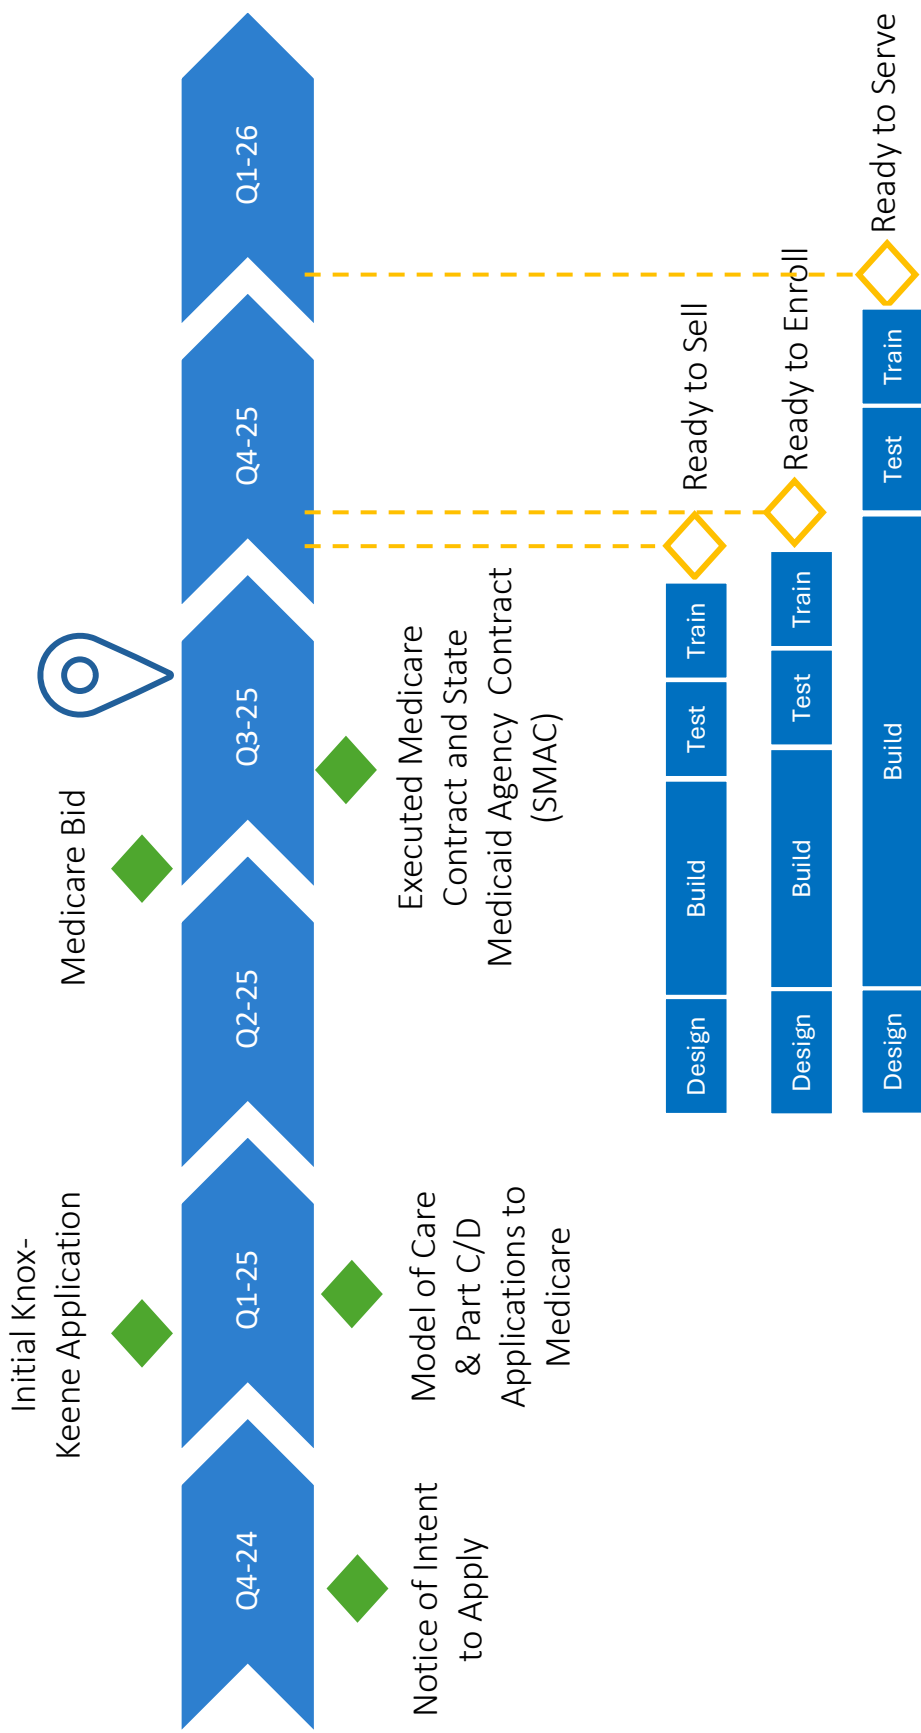 Initial Knox-
Keene Application
Medicare Bid
Q4-24
Q1-25
Q2-25
Q3-25
Q4-25
Q1-26
Notice of Intent
to Apply
Model of Care
& Part C/D
Applications to
Medicare
Executed Medicare
Contract and State
Medicaid Agency Contract
(SMAC)
Design
Build
Test
Train
Ready to Sell
Design
Build
Test
Train
Ready to Enroll
Design
Build
Test
Train
Ready to Serve